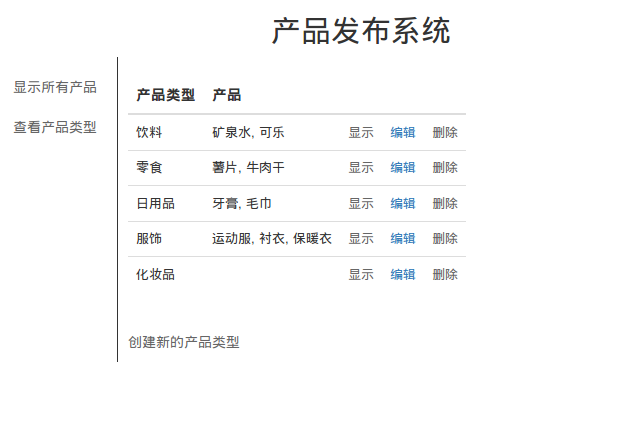 产品发布系统
显示所有产品
查看产品类型
产品类型 产品
饮料 矿泉水, 可乐 显示 编辑 删除
零食 薯片, 牛肉干 显示 编辑 删除
日用品 牙膏, 毛巾 显示 编辑 删除
服饰 运动服, 衬衣, 保暖衣 显示 编辑 删除
化妆品 显示 编辑 删除
创建新的产品类型